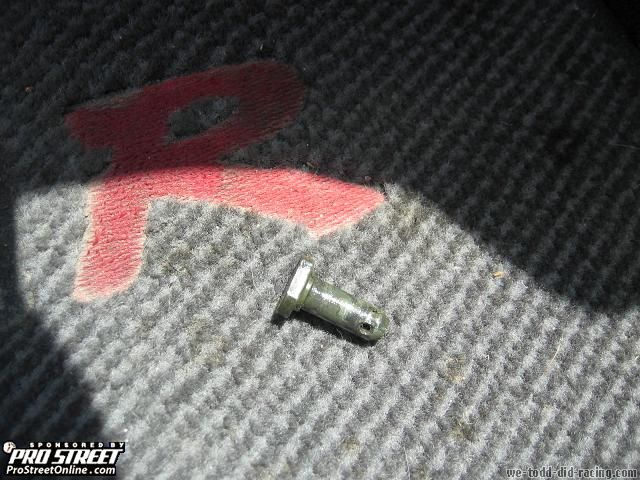 R
SPONSORED BY
PRO STREET
ProStreetOnline.com
we-todd-did-racing.com